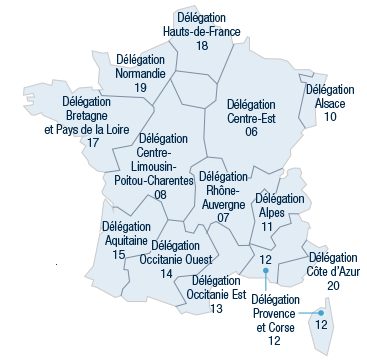 Délégation
Hauts-de-France
18
Délégation
Normandie
19
Délégation
Alsace
10
Délégation
Bretagne
et Pays de la Loire
17
Délégation
Centre-Est
06
Délégation
Centre-
Limousin-
Poitou-Charentes
08
Délégation
Rhône-
Auvergne
07
Délégation
Alpes
11
Délégation
Aquitaine
15
Délégation
Occitanie Ouest
14
12
Délégation
Côte d'Azur
20
Délégation
Occitanie Est
13
Délégation
Provence
et Corse
12
12